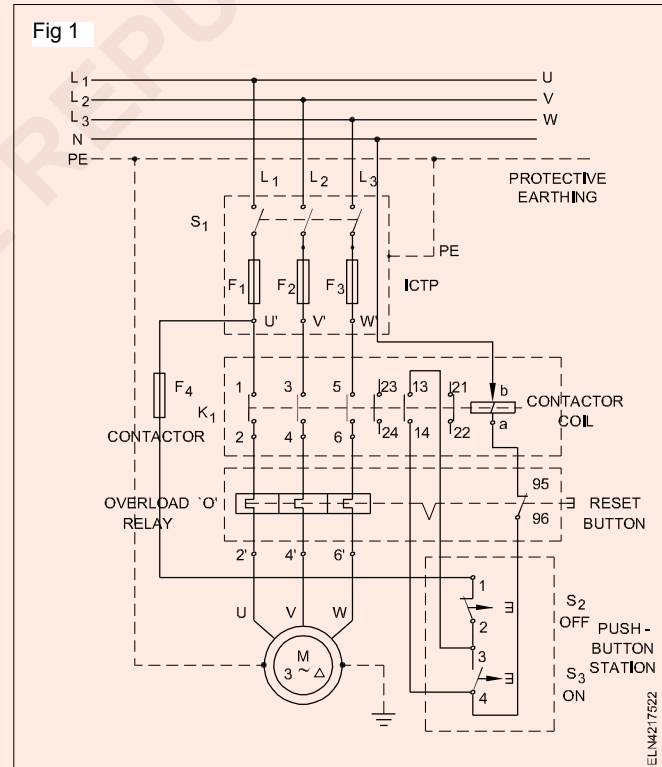 Fig 1
L1 U
L2 V
L3 W
N
PE
PROTECTIVE
EARTHING
L1 L2 L3
S1
PE
F1 F2 F3 ICTP
U' V' W'
F4
1 3 5 23 13 21 b
K1
CONTACTOR
COIL
a
2 4 6 24 14 22
CONTACTOR
95
OVERLOAD `O'
RELAY
RESET
BUTTON
96
2' 4' 6'
1
U V W
S2
OFF
2
PUSH-
BUTTON
STATION
3
M
3 ~ △
S3
ON
4
ELN4217522